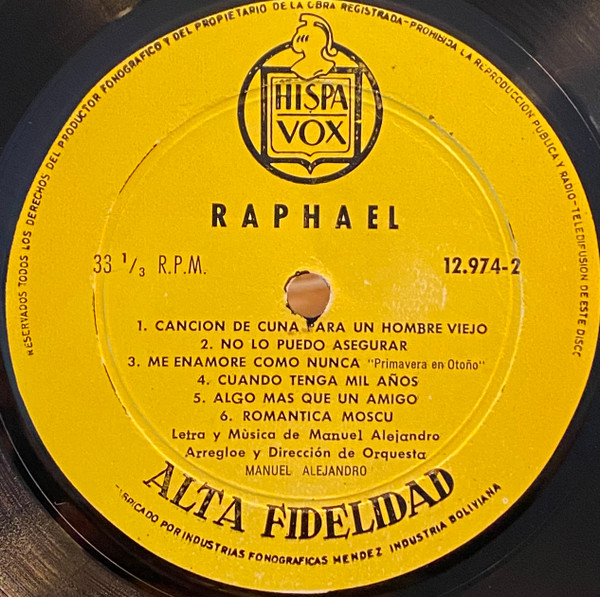 RESERVADOS TODOS LOS DERECHOS DEL PRODUCTOR FONOGRAFICO Y DEL PROPIETARIO DE LA OBRA REGISTRADA-PROHIBIDA LA REPRODUCCION PUBLICA Y RADIO-TELEDIFUSION DE ESTE DISCO
HISPA
VOX
RAPHAEL
33 1/3 R.P.M.
12.974-2
1. CANCION DE CUNA PARA UN HOMBRE VIEJO
2. NO LO PUEDO ASEGURAR
3. ME ENAMORE COMO NUNCA "Primavera en Otoño"
4. CUANDO TENGA MIL AÑOS
5. ALGO MAS QUE UN AMIGO
6. ROMANTICA MOSCU
Letra y Mùsica de Manuel Alejandro
Arregloe y Dirección de Orquesta
MANUEL ALEJANDRO
ALTA FIDELIDAD
FABRICADO POR INDUSTRIAS FONOGRAFICAS MENDEZ INDUSTRIA BOLIVIANA